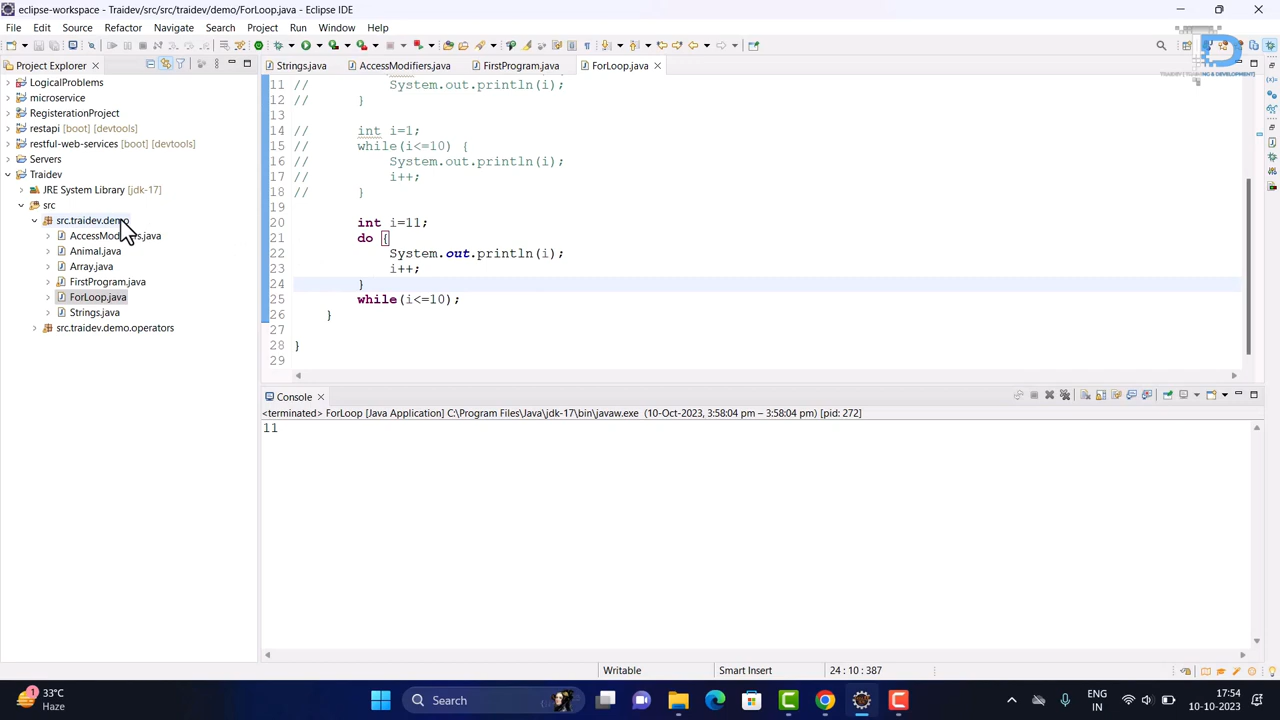 eclipse-workspace - Traidev/src/src/traidev/demo/ForLoop.java - Eclipse IDE
File Edit Source Refactor Navigate Search Project Run Window Help
Project Explorer
LogicalProblems
microservice
RegisterationProject
restapi [boot] [devtools]
restful-web-services [boot] [devtools]
Servers
Traidev
JRE System Library [jdk-17]
src
src.traidev.demo
Animal.java
Array.java
FirstProgram.java
ForLoop.java
Strings.java
src.traidev.demo.operators
Strings.java AccessModifiers.java FirstProgram.java ForLoop.java
11 // System.out.println(i);
12 // }
13
14 // int i=1;
15 // while(i<=10) {
16 // System.out.println(i);
17 // i++;
18 // }
19
20 int i=11;
21 do {
22 System.out.println(i);
23 i++;
24 }
25 while(i<=10);
26 }
27
28 }
29
Console
<terminated> ForLoop [Java Application] C:\Program Files\Java\jdk-17\bin\javaw.exe (10-Oct-2023, 3:58:04 pm – 3:58:04 pm) [pid: 272]
11
Writable Smart Insert 24 : 10 : 387
33°C
Haze
Search
ENG
IN
17:54
10-10-2023